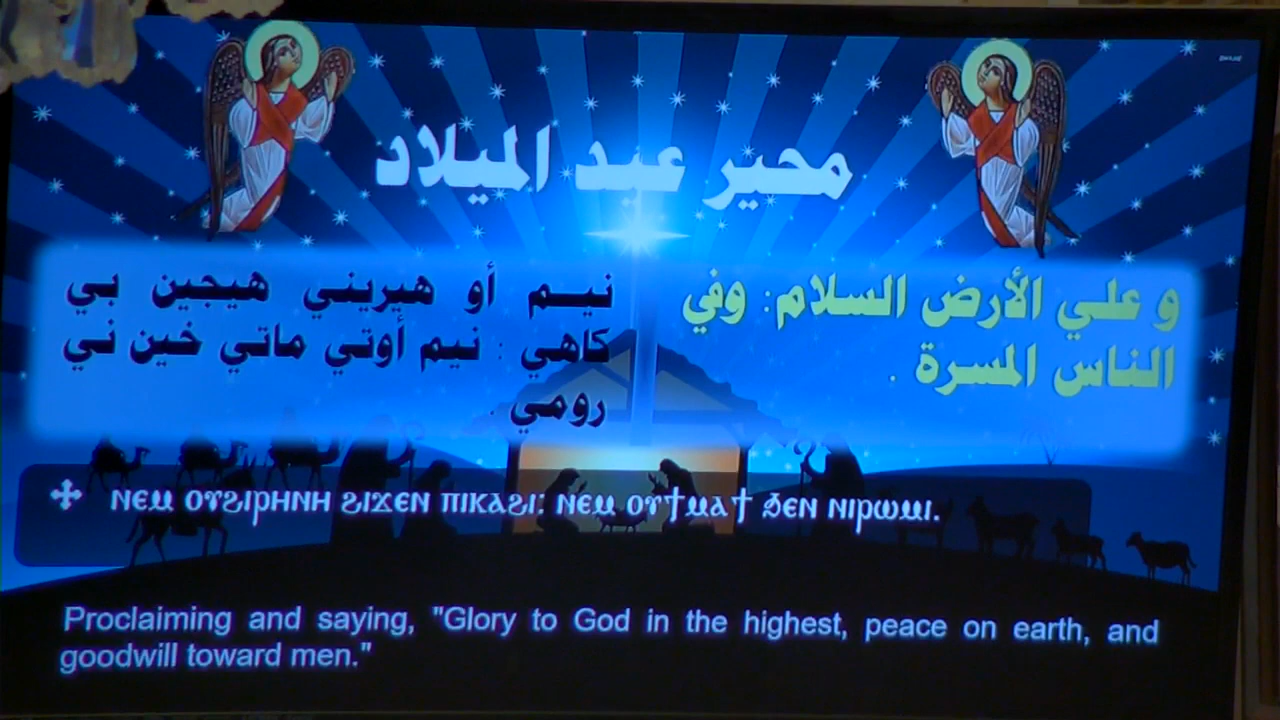 محير عيد الميلاد
و علي الأرض السلام: وفي
الناس المسرة .
نيـم أو هيريني هيجين بي
كاهي : نيم أوتي ماتي خين ني
رومي .
ⲛⲉⲙ ⲟⲩϩⲓⲣⲏⲛⲏ ϩⲓϫⲉⲛ ⲡⲓⲕⲁϩⲓ: ⲛⲉⲙ ⲟⲩϯⲙⲁϯ ϧⲉⲛ ⲛⲓⲣⲱⲙⲓ.
Proclaiming and saying, "Glory to God in the highest, peace on earth, and
goodwill toward men."